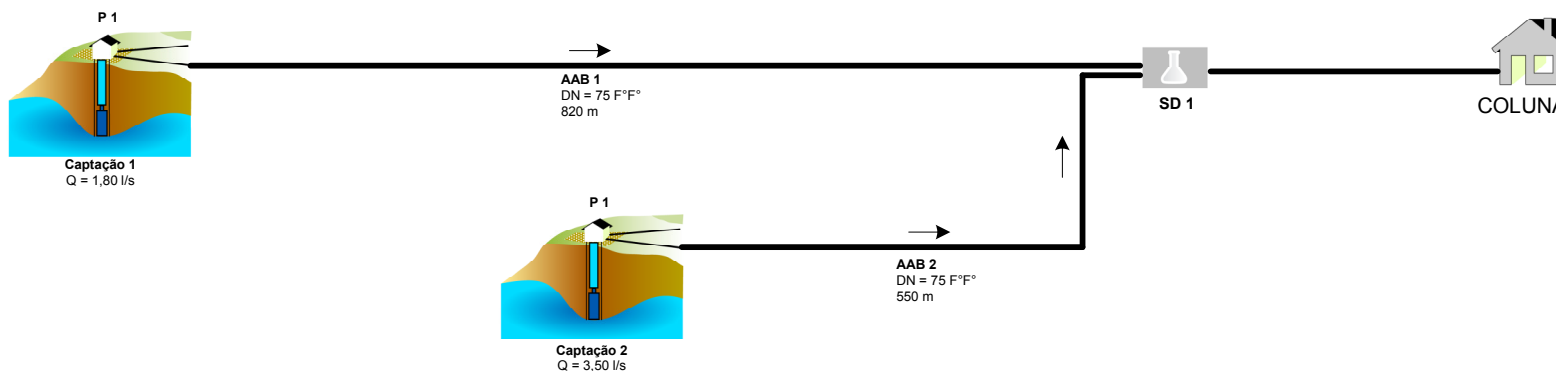 P 1
AAB 1
DN = 75 F°F°
820 m
SD 1
COLUNA
Captação 1
Q = 1,80 l/s
P 1
AAB 2
DN = 75 F°F°
550 m
Captação 2
Q = 3,50 l/s